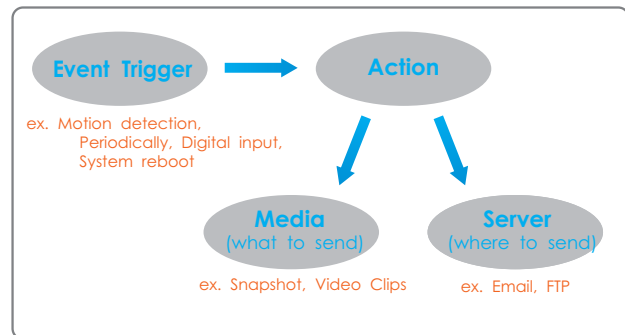 Event Trigger
Action
ex. Motion detection,
Periodically, Digital input,
System reboot
Media
(what to send)
Server
(where to send)
ex. Snapshot, Video Clips
ex. Email, FTP